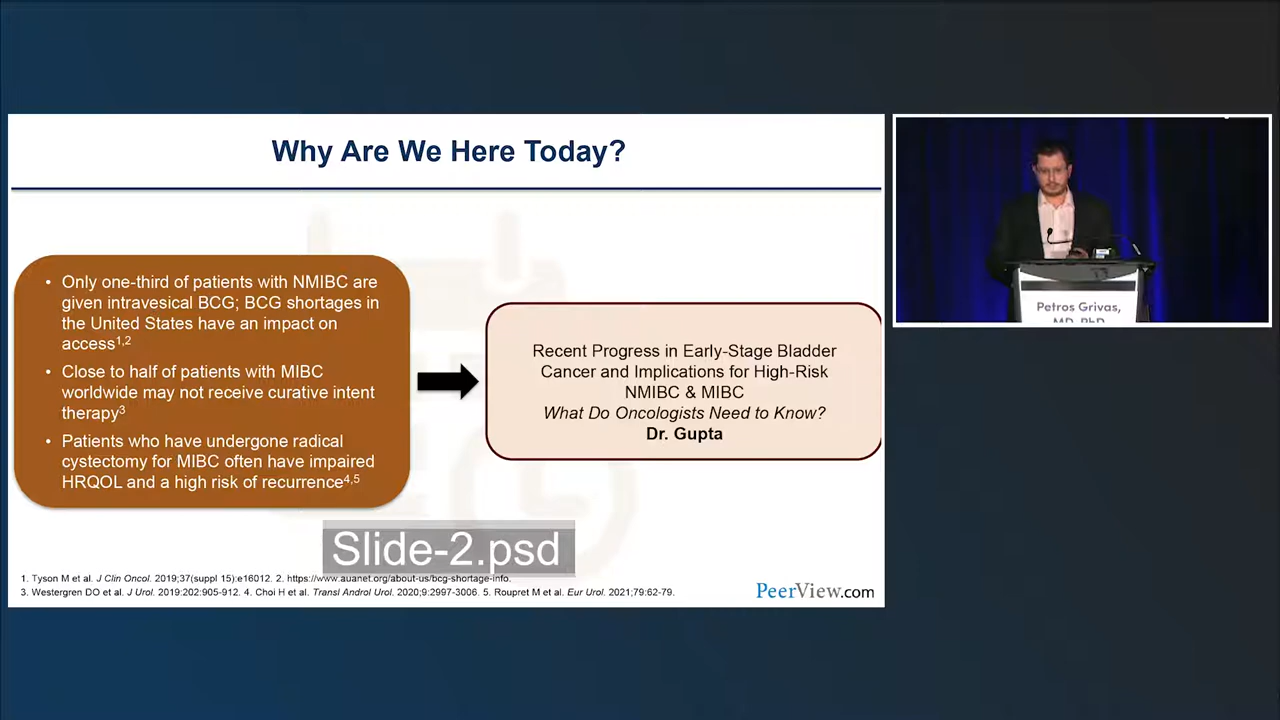 Why Are We Here Today?
• Only one-third of patients with NMIBC are
given intravesical BCG; BCG shortages in
the United States have an impact on
access1,2
• Close to half of patients with MIBC
worldwide may not receive curative intent
therapy3
• Patients who have undergone radical
cystectomy for MIBC often have impaired
HRQOL and a high risk of recurrence4,5
Recent Progress in Early-Stage Bladder
Cancer and Implications for High-Risk
NMIBC & MIBC
What Do Oncologists Need to Know?
Dr. Gupta
Slide-2.psd
1. Tyson M et al. J Clin Oncol. 2019;37(suppl 15):e16012. 2. https://www.auanet.org/about-us/bcg-shortage-info.
3. Westergren DO et al. J Urol. 2019:202:905-912. 4. Choi H et al. Transl Androl Urol. 2020;9:2997-3006. 5. Roupret M et al. Eur Urol. 2021;79:62-79.
PeerView.com
Petros Grivas,
MD, PhD